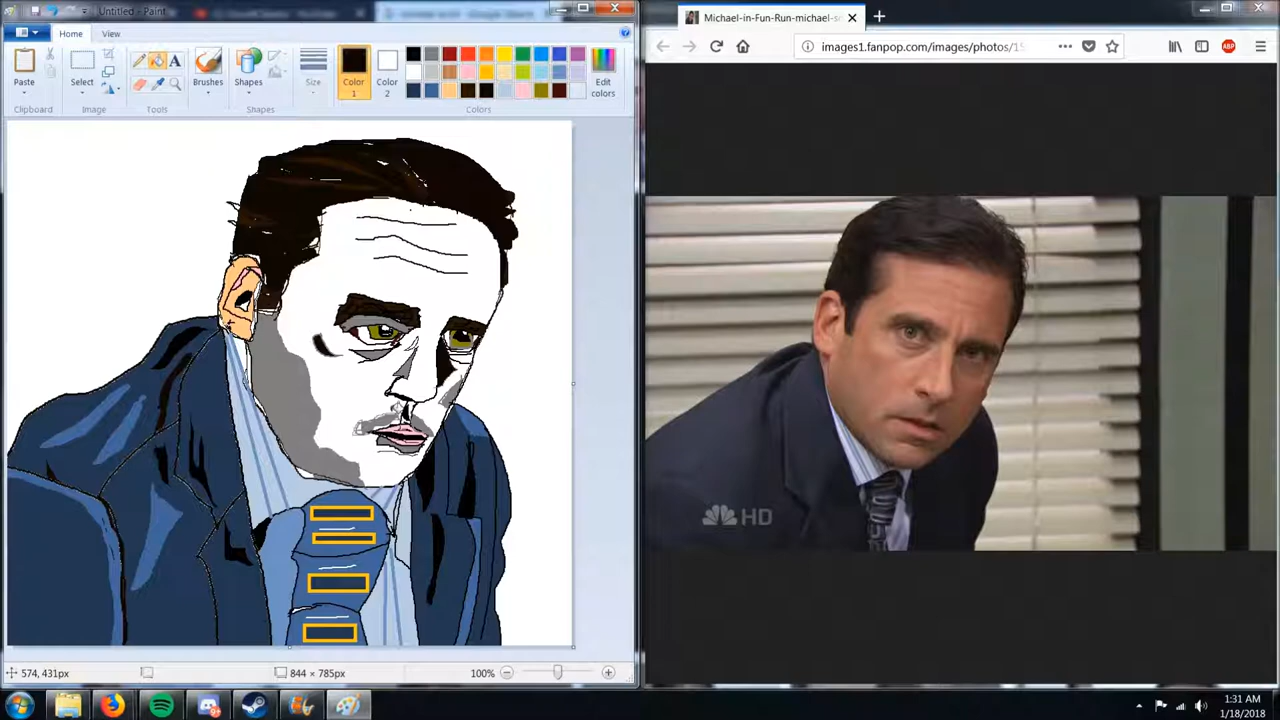 Untitled - Paint
Home
View
Paste
Select
Brushes
Shapes
Size
Color
1
Color
2
Edit
colors
Clipboard
Image
Tools
Shapes
Colors
574, 431px
844 × 785px
100%
Michael-in-Fun-Run-michael-s
images1.fanpop.com/images/photos/1
ABP
NBC HD
1:31 AM
1/18/2018